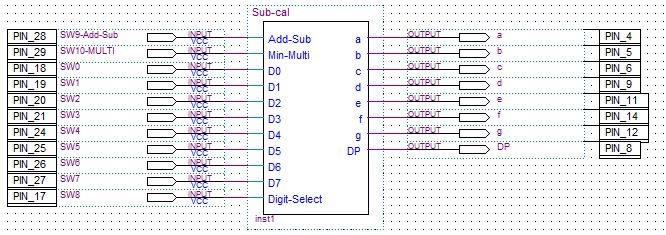 Sub-cal
PIN_28 SW9-Add-Sub INPUT VCC Add-Sub a OUTPUT a PIN_4
PIN_29 SW10-MULTI INPUT VCC Min-Multi b OUTPUT b PIN_5
PIN_18 SW0 INPUT VCC D0 c OUTPUT c PIN_6
PIN_19 SW1 INPUT VCC D1 d OUTPUT d PIN_9
PIN_20 SW2 INPUT VCC D2 e OUTPUT e PIN_11
PIN_21 SW3 INPUT VCC D3 f OUTPUT f PIN_14
PIN_24 SW4 INPUT VCC D4 g OUTPUT g PIN_12
PIN_25 SW5 INPUT VCC D5 DP OUTPUT DP PIN_8
PIN_26 SW6 INPUT VCC D6
PIN_27 SW7 INPUT VCC D7
PIN_17 SW8 INPUT VCC Digit-Select
inst1